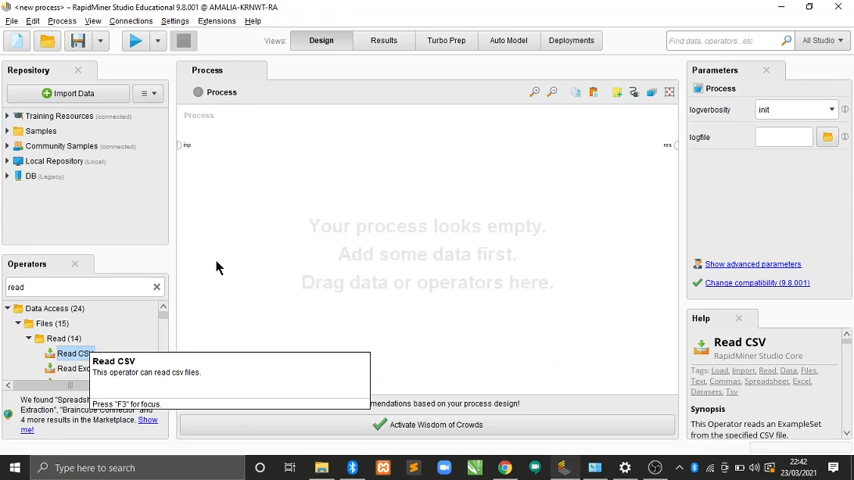 <new process> – RapidMiner Studio Educational 9.8.001 @ AMALIA-KRNWT-RA
File Edit Process View Connections Settings Extensions Help
Views: Design Results Turbo Prep Auto Model Deployments Find data, operators...etc All Studio
Repository
Import Data
Training Resources (connected)
Samples
Community Samples (connected)
Local Repository (Local)
DB (Legacy)
Operators
read
Data Access (24)
Files (15)
Read (14)
Read CSV
Read Exc
We found "Spreads
Extraction", "Braincube Connector" and
4 more results in the Marketplace. Show
me!
Process
Process
Process
inp
res
Your process looks empty.
Add some data first.
Drag data or operators here.
Read CSV
This operator can read csv files.
Press "F3" for focus.
mendations based on your process design!
Activate Wisdom of Crowds
Parameters
Process
logverbosity init
logfile
Show advanced parameters
Change compatibility (9.8.001)
Help
Read CSV
RapidMiner Studio Core
Tags: Load, Import, Read, Data, Files,
Text, Commas, Spreadsheet, Excel,
Datasets, Tsv
Synopsis
This Operator reads an ExampleSet
from the specified CSV file.
Type here to search
22:42
23/03/2021